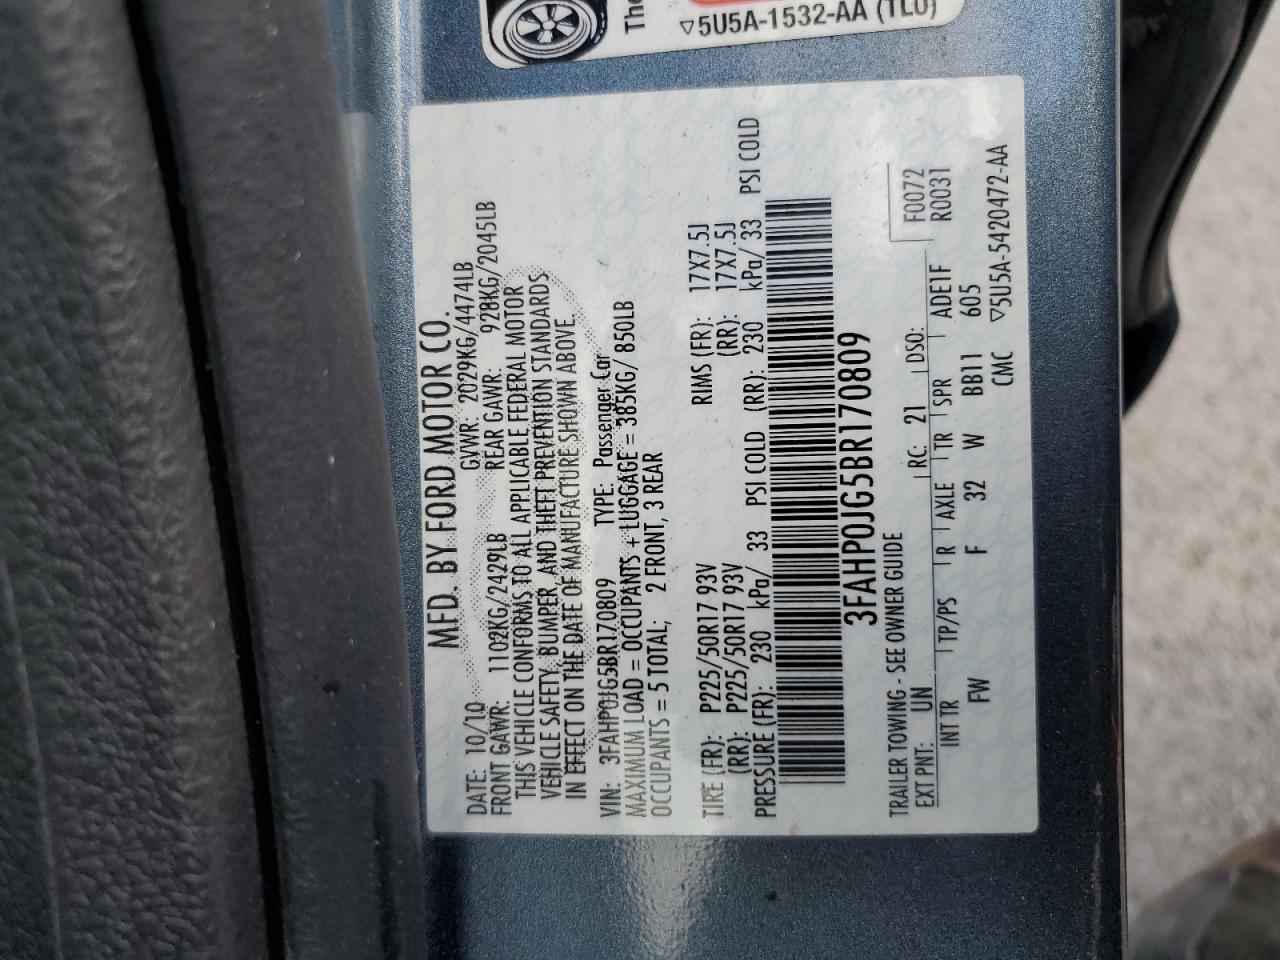 The
▽5U5A-1532-AA (TLU)
MFD. BY FORD MOTOR CO.
DATE: 10/10 GVWR: 2029KG/4474LB
FRONT GAWR: 1102KG/2429LB REAR GAWR: 928KG/2045LB
THIS VEHICLE CONFORMS TO ALL APPLICABLE FEDERAL MOTOR
VEHICLE SAFETY, BUMPER, AND THEFT PREVENTION STANDARDS
IN EFFECT ON THE DATE OF MANUFACTURE SHOWN ABOVE
VIN: 3FAHP0JG5BR170809 TYPE: Passenger Car
MAXIMUM LOAD = OCCUPANTS + LUGGAGE = 385KG/ 850LB
OCCUPANTS = 5 TOTAL; 2 FRONT, 3 REAR
TIRE (FR): P225/50R17 93V RIMS (FR): 17X7.5J
(RR): P225/50R17 93V (RR): 17X7.5J
PRESSURE (FR): 230 kPa/ 33 PSI COLD (RR): 230 kPa/ 33 PSI COLD
3FAHP0JG5BR170809
TRAILER TOWING - SEE OWNER GUIDE F0072
EXT PNT: UN RC: 21 DSO: R0031
INT TR TP/PS R AXLE TR SPR ADE1F
FW F 32 W BB11 605
CMC ▽5U5A-5420472-AA